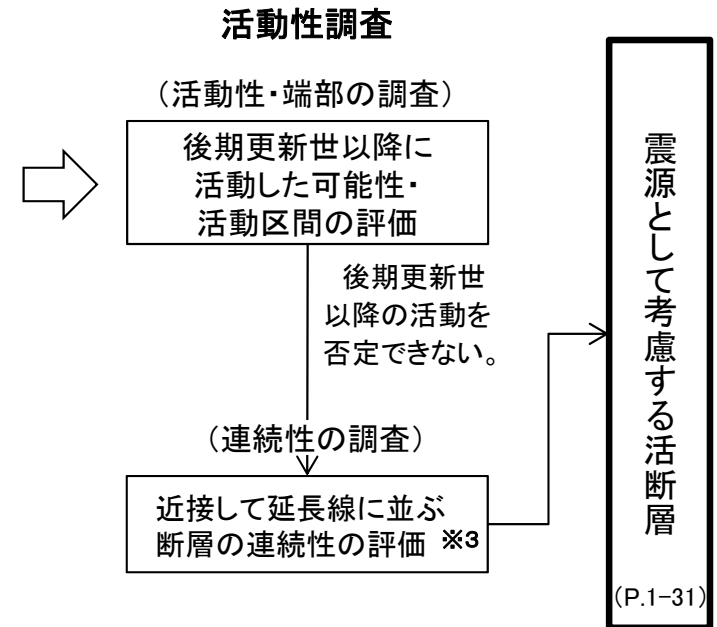 活動性調査
（活動性・端部の調査）
後期更新世以降に
活動した可能性・
活動区間の評価
後期更新世
以降の活動を
否定できない。
（連続性の調査）
近接して延長線に並ぶ
断層の連続性の評価 ※3
震源として考慮する活断層
（P.1-31）